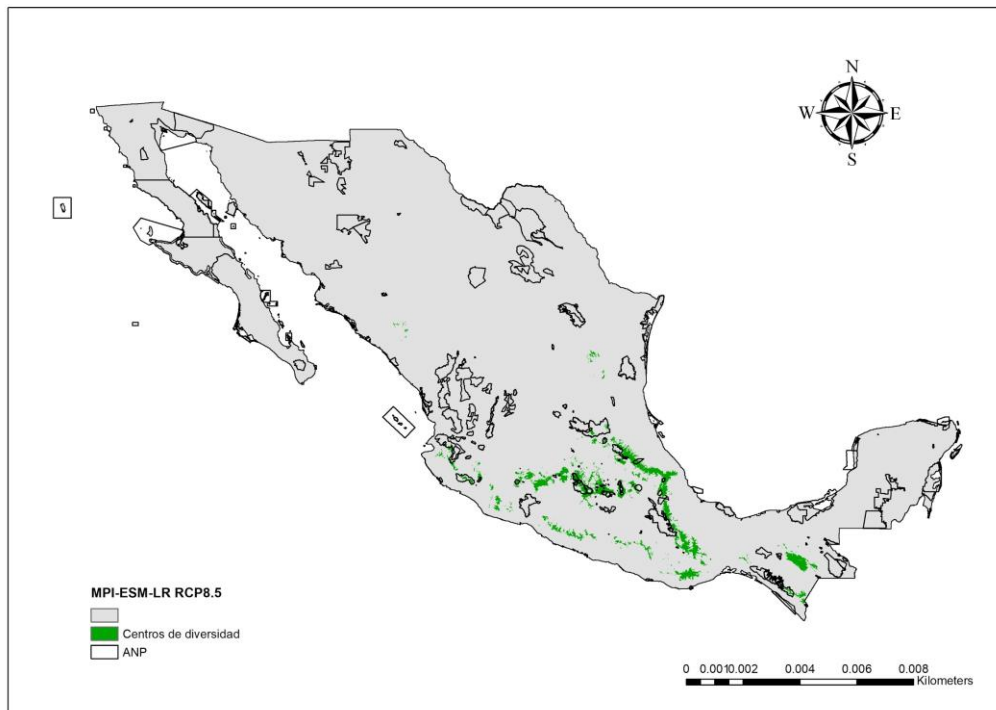 N
W E
S
MPI-ESM-LR RCP8.5
Centros de diversidad
ANP
0 0.0010.002 0.004 0.006 0.008
Kilometers